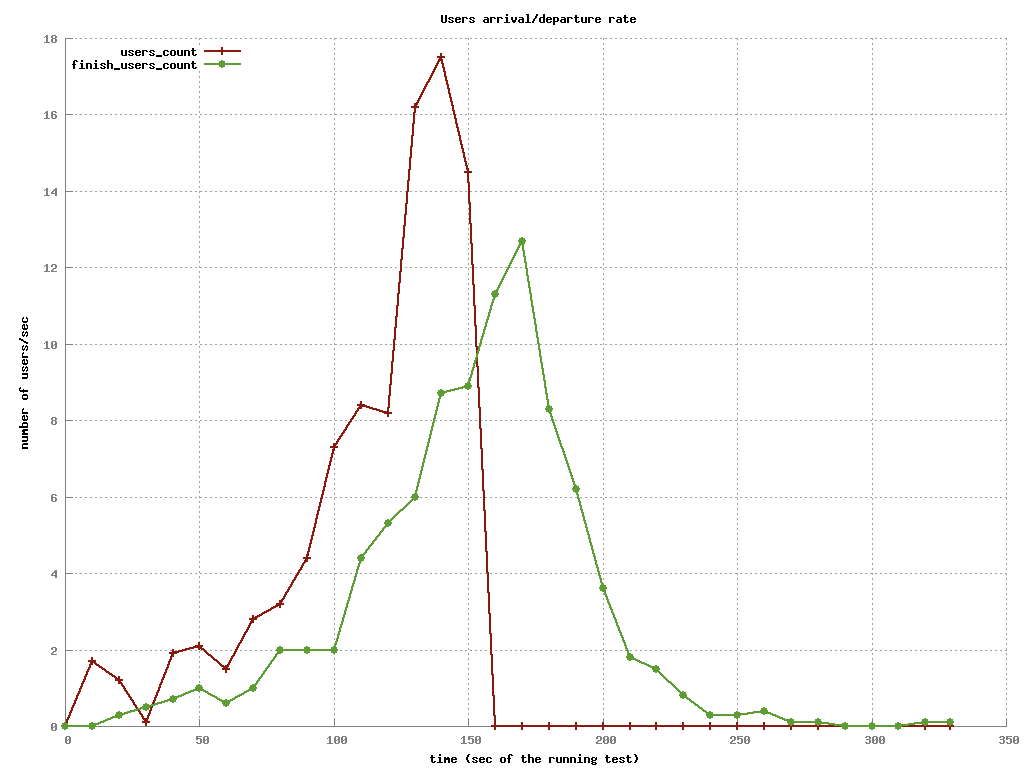 Users arrival/departure rate
users_count
finish_users_count
18
16
14
12
10
8
6
4
2
0
number of users/sec
0 50 100 150 200 250 300 350
time (sec of the running test)